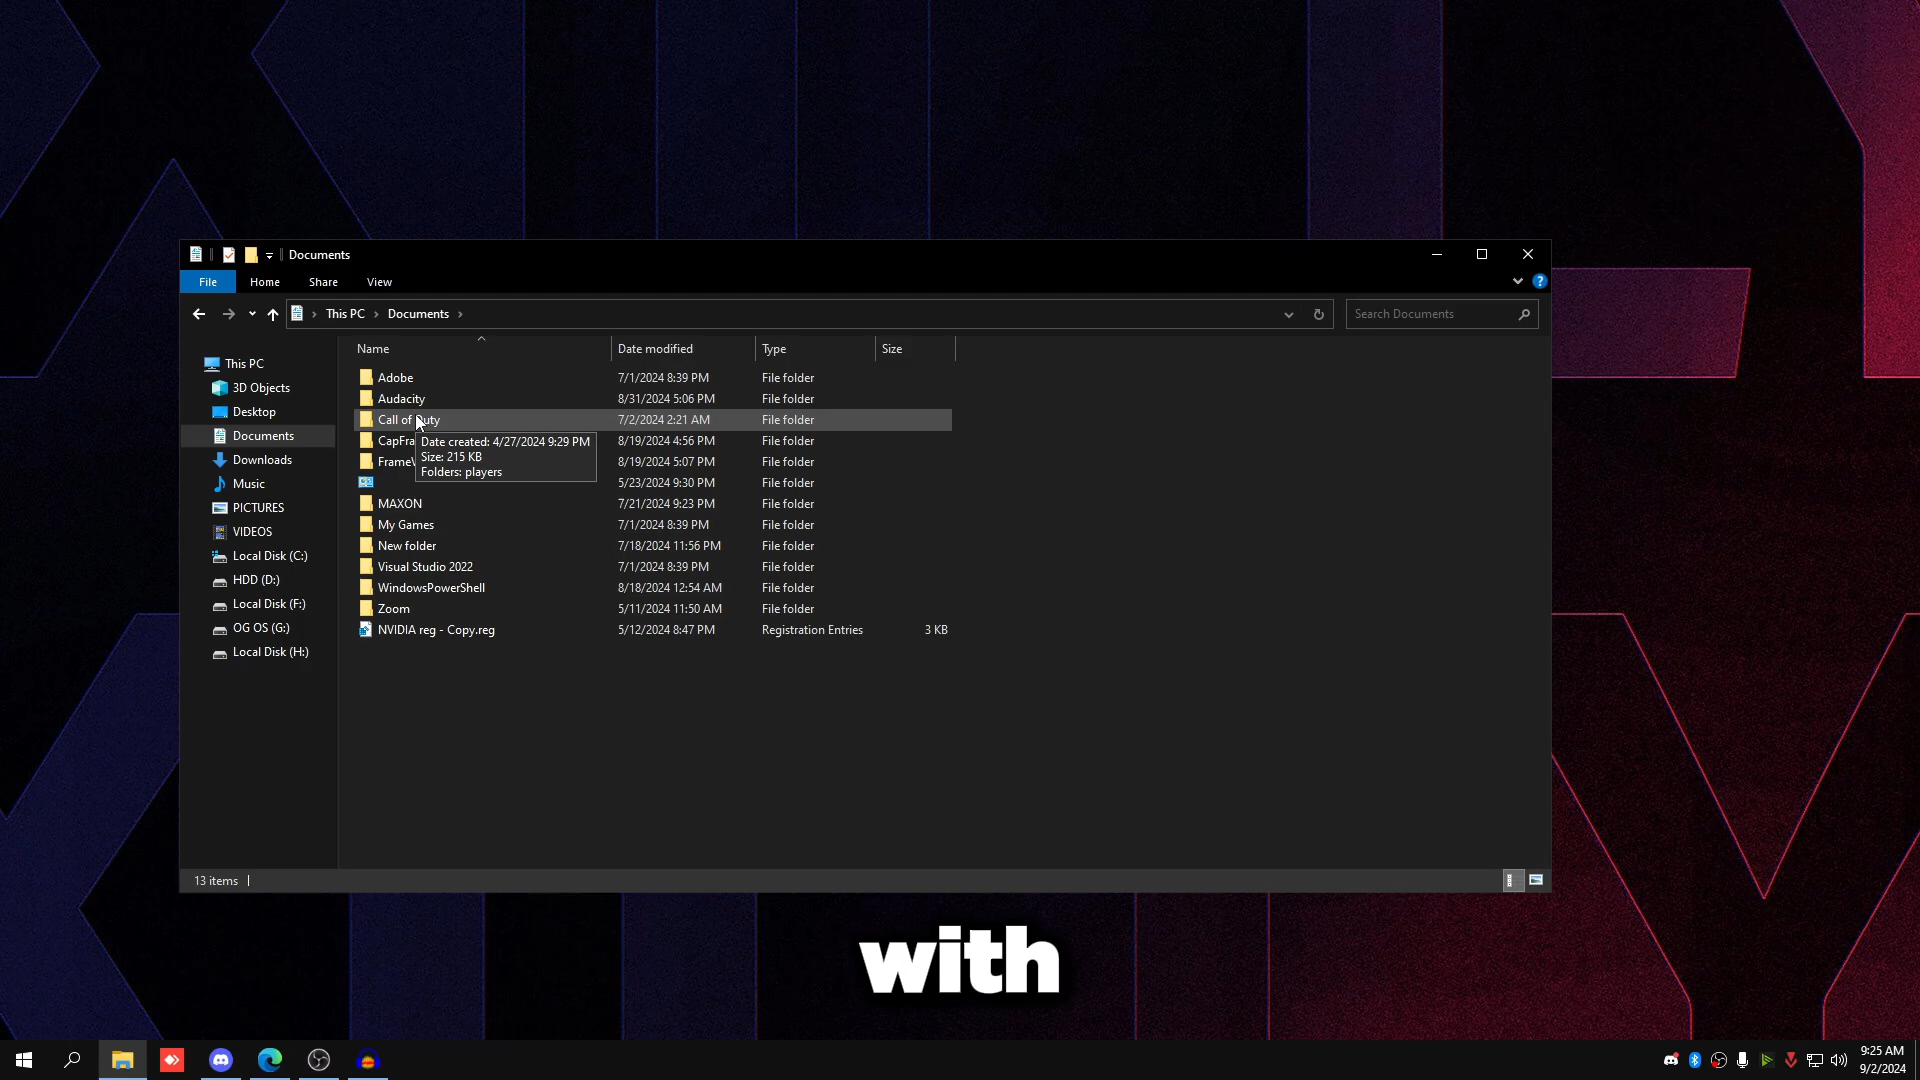 Documents
File Home Share View
This PC Documents
Search Documents
Name Date modified Type Size
This PC
3D Objects
Desktop
Documents
Downloads
Music
PICTURES
VIDEOS
Local Disk (C:)
HDD (D:)
Local Disk (F:)
OG OS (G:)
Local Disk (H:)
Adobe 7/1/2024 8:39 PM File folder
Audacity 8/31/2024 5:06 PM File folder
Call of Duty 7/2/2024 2:21 AM File folder
CapFra 8/19/2024 4:56 PM File folder
Frame 8/19/2024 5:07 PM File folder
5/23/2024 9:30 PM File folder
MAXON 7/21/2024 9:23 PM File folder
My Games 7/1/2024 8:39 PM File folder
New folder 7/18/2024 11:56 PM File folder
Visual Studio 2022 7/1/2024 8:39 PM File folder
WindowsPowerShell 8/18/2024 12:54 AM File folder
Zoom 5/11/2024 11:50 AM File folder
NVIDIA reg - Copy.reg 5/12/2024 8:47 PM Registration Entries 3 KB
Date created: 4/27/2024 9:29 PM
Size: 215 KB
Folders: players
13 items
with
9:25 AM
9/2/2024